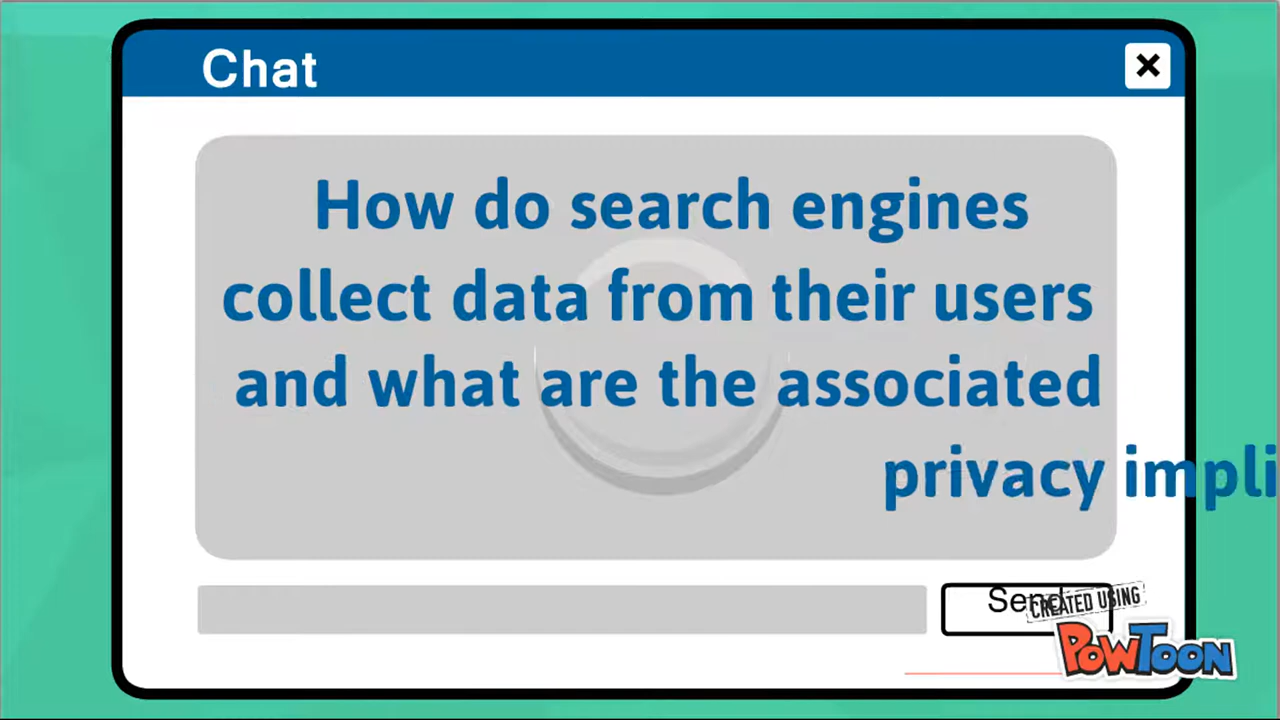 Chat
How do search engines
collect data from their users
and what are the associated
privacy impli
Send
CREATED USING
POWTOON